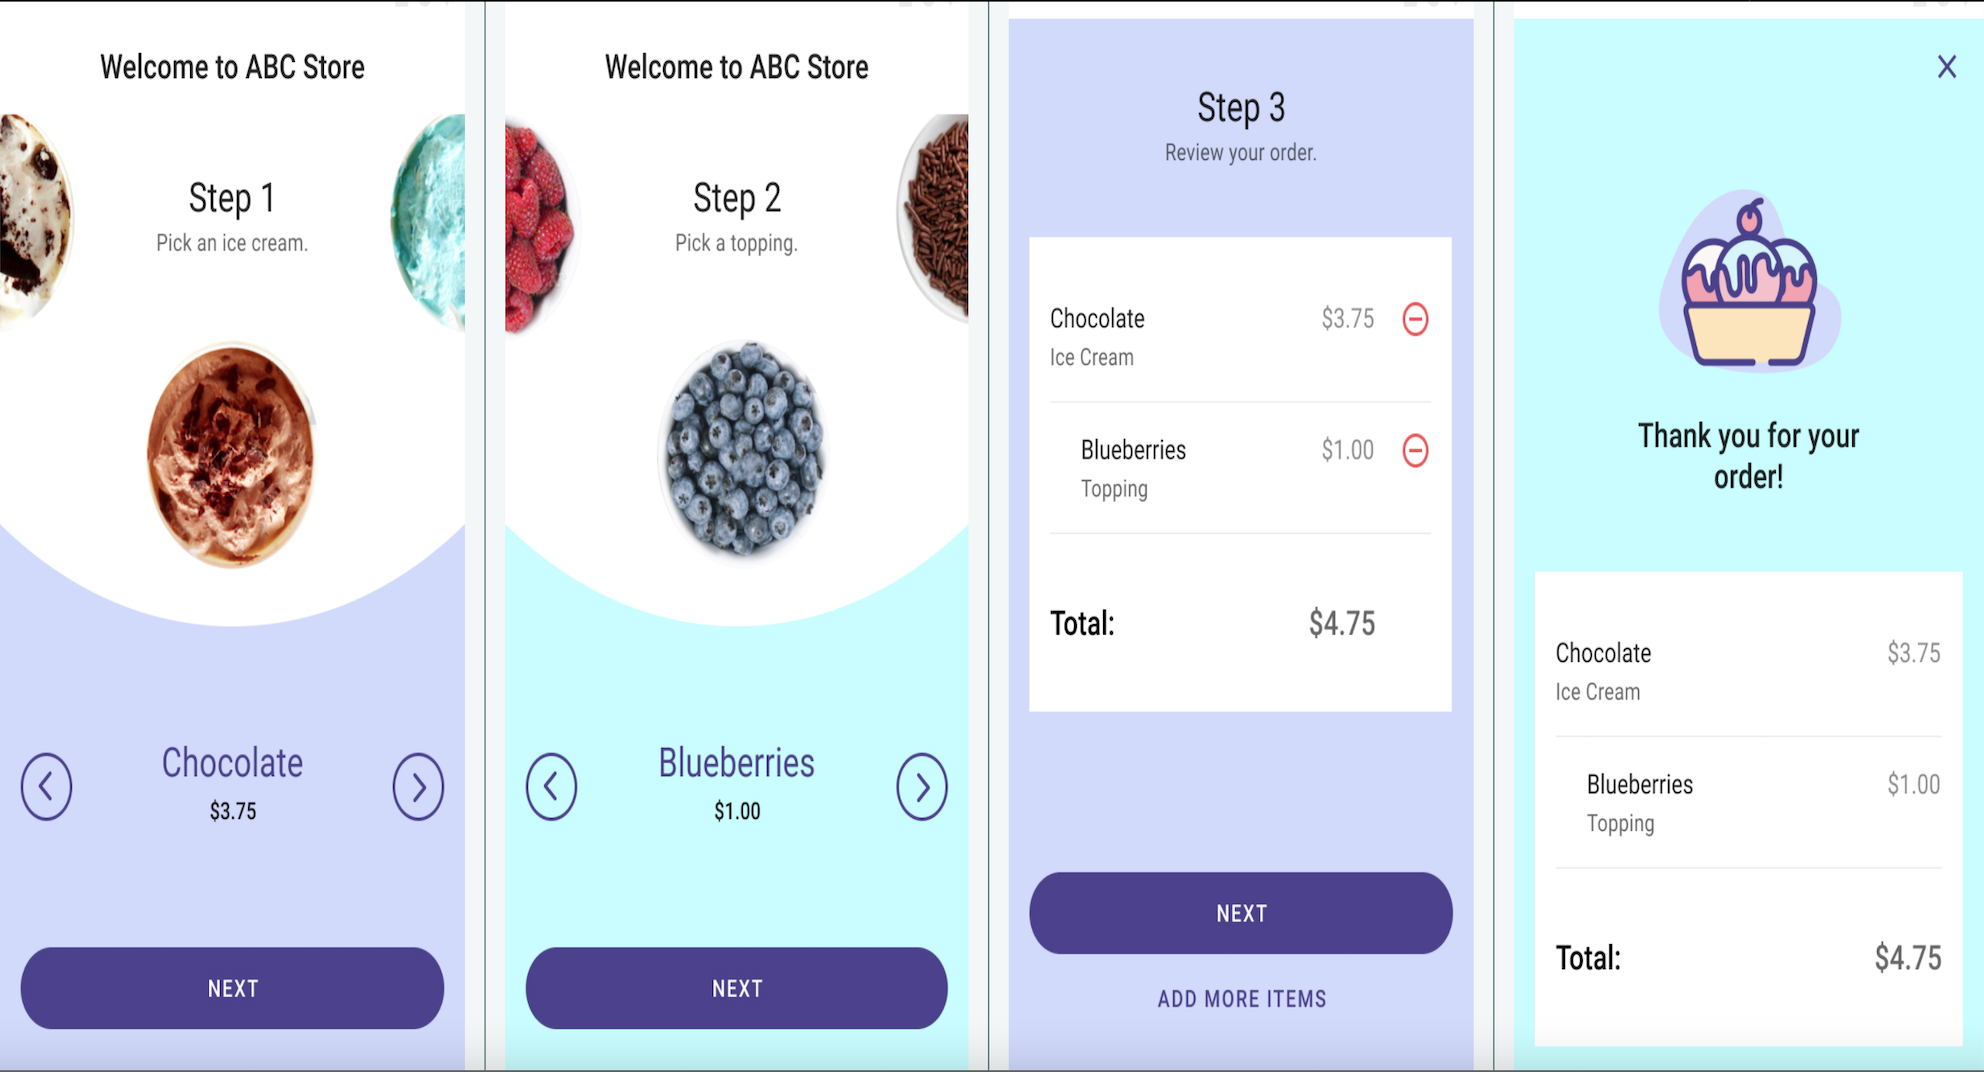 Welcome to ABC Store
Step 1
Pick an ice cream.
Chocolate
$3.75
NEXT
Welcome to ABC Store
Step 2
Pick a topping.
Blueberries
$1.00
NEXT
Step 3
Review your order.
Chocolate $3.75
Ice Cream
Blueberries $1.00
Topping
Total: $4.75
NEXT
ADD MORE ITEMS
Thank you for your
order!
Chocolate $3.75
Ice Cream
Blueberries $1.00
Topping
Total: $4.75